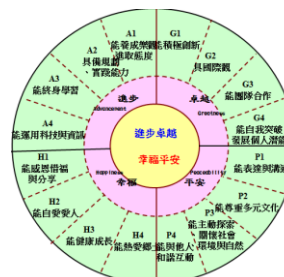 A1
能養成樂觀
進取態度
G1
能積極創新
A2
具備規劃
實踐能力
G2
具國際觀
A3
能終身學習
G3
能團隊合作
A4
能運用科技與資訊
G4
能自我突破
發展個人潛能
進步
Advancement
卓越
Greatness
進步卓越
幸福平安
Happiness
幸福
Peaceability
平安
H1
能感恩惜福
與分享
P1
能表達與溝通
H2
能自愛愛人
P2
能尊重多元文化
H3
能健康成長
P3
能主動探索
關懷社會
環境與自然
H4
能熱愛鄉土
P4
能與他人
和諧互動